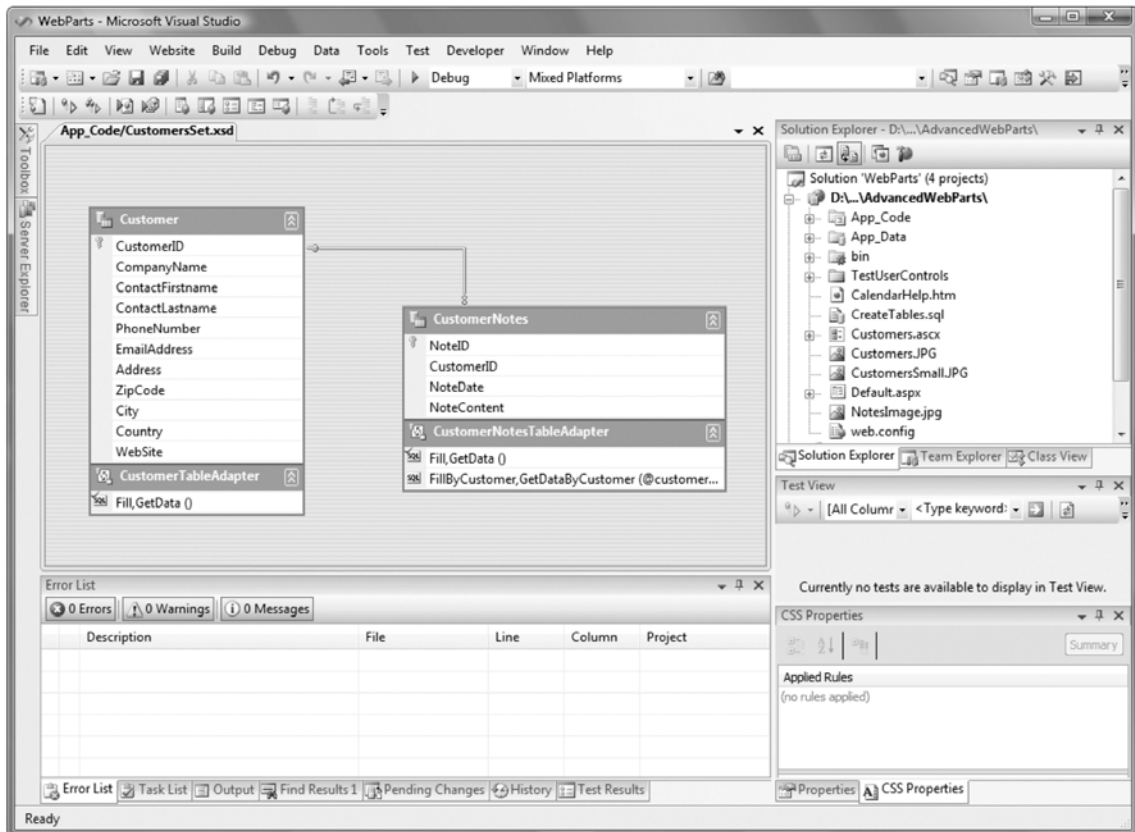 WebParts - Microsoft Visual Studio
File Edit View Website Build Debug Data Tools Test Developer Window Help
Debug Mixed Platforms
Toolbox
Server Explorer
App_Code/CustomersSet.xsd
Customer
CustomerID
CompanyName
ContactFirstname
ContactLastname
PhoneNumber
EmailAddress
Address
ZipCode
City
Country
WebSite
CustomerTableAdapter
Fill,GetData ()
CustomerNotes
NoteID
CustomerID
NoteDate
NoteContent
CustomerNotesTableAdapter
Fill,GetData ()
FillByCustomer,GetDataByCustomer (@customer...
Solution Explorer - D:\...\AdvancedWebParts\
Solution 'WebParts' (4 projects)
D:\...\AdvancedWebParts\
App_Code
App_Data
bin
TestUserControls
CalendarHelp.htm
CreateTables.sql
Customers.ascx
Customers.JPG
CustomersSmall.JPG
Default.aspx
NotesImage.jpg
web.config
Solution Explorer Team Explorer Class View
Test View
[All Columr <Type keyword>
Currently no tests are available to display in Test View.
CSS Properties
Summary
Applied Rules
(no rules applied)
Properties CSS Properties
Error List
0 Errors 0 Warnings 0 Messages
Description File Line Column Project
Error List Task List Output Find Results 1 Pending Changes History Test Results
Ready